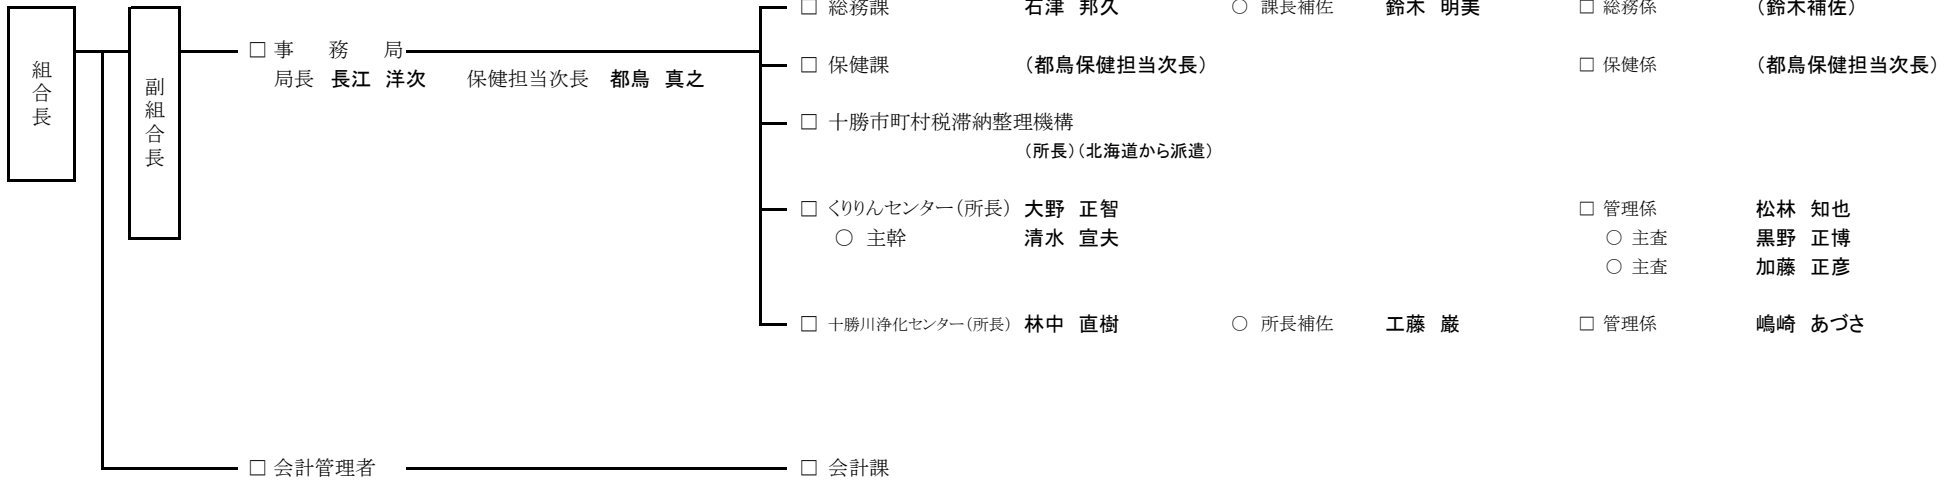 □ 総務課 石津 邦久 ○ 課長補佐 鈴木 明美 □ 総務係 (鈴木補佐)
組合長
副組合長
□ 事務局
局長 長江 洋次 保健担当次長 都鳥 真之
□ 保健課 (都鳥保健担当次長) □ 保健係 (都鳥保健担当次長)
□ 十勝市町村税滞納整理機構
(所長)(北海道から派遣)
□ くりりんセンター(所長) 大野 正智 □ 管理係 松林 知也
○ 主幹 清水 宣夫 ○ 主査 黒野 正博
○ 主査 加藤 正彦
□ 十勝川浄化センター(所長) 林中 直樹 ○ 所長補佐 工藤 巌 □ 管理係 嶋崎 あづさ
□ 会計管理者 □ 会計課